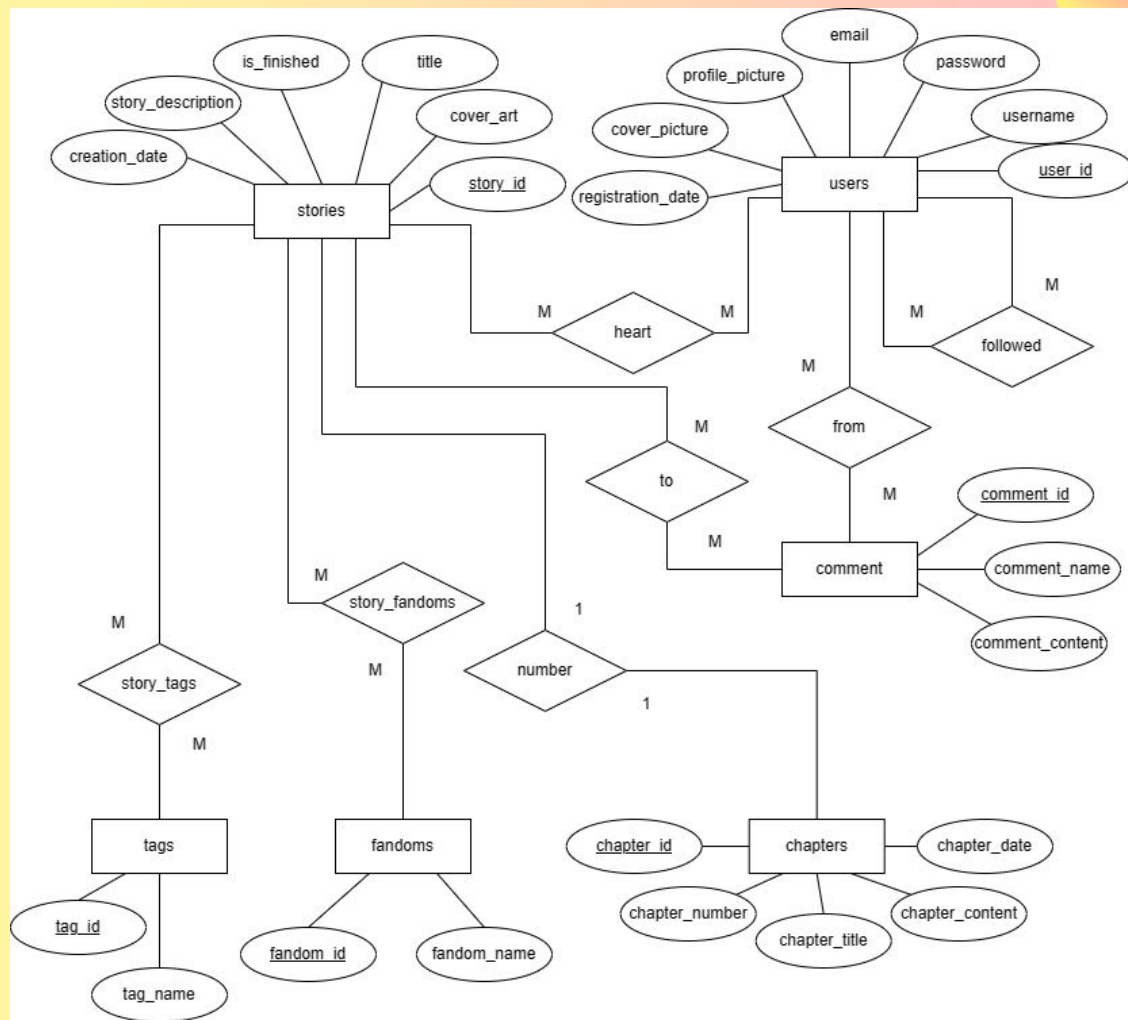 email
is_finished
title
profile_picture
password
story_description
cover_art
cover_picture
username
creation_date
story_id
users
user_id
registration_date
stories
M
M
M
M
heart
followed
M
M
from
to
M
comment_id
M
comment
comment_name
M
story_fandoms
1
M
comment_content
M
number
story_tags
1
M
tags
fandoms
chapter_id
chapters
chapter_date
chapter_number
chapter_content
tag_id
chapter_title
fandom_id
fandom_name
tag_name